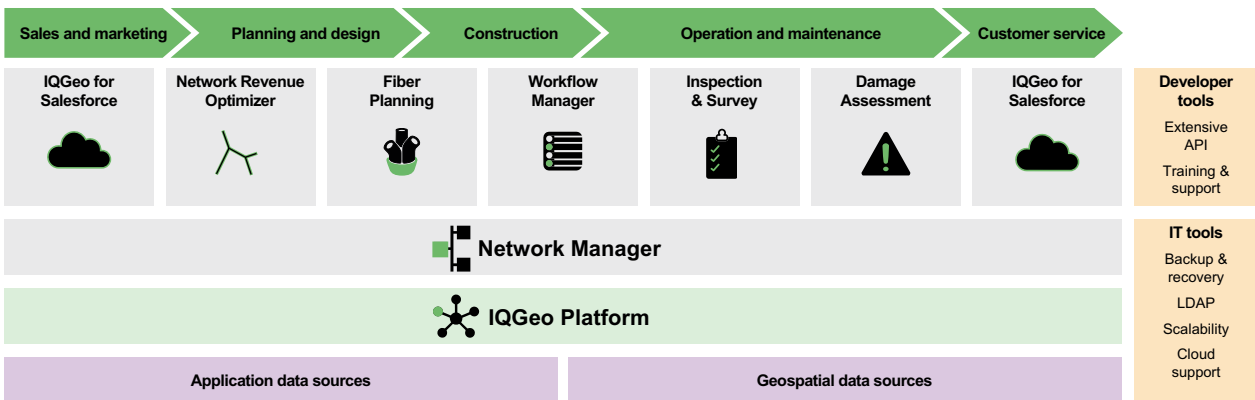 Sales and marketing
Planning and design
Construction
Operation and maintenance
Customer service
IQGeo for
Salesforce
Network Revenue
Optimizer
Fiber
Planning
Workflow
Manager
Inspection
& Survey
Damage
Assessment
IQGeo for
Salesforce
Developer
tools
Extensive
API
Training &
support
Network Manager
IQGeo Platform
Application data sources
Geospatial data sources
IT tools
Backup &
recovery
LDAP
Scalability
Cloud
support